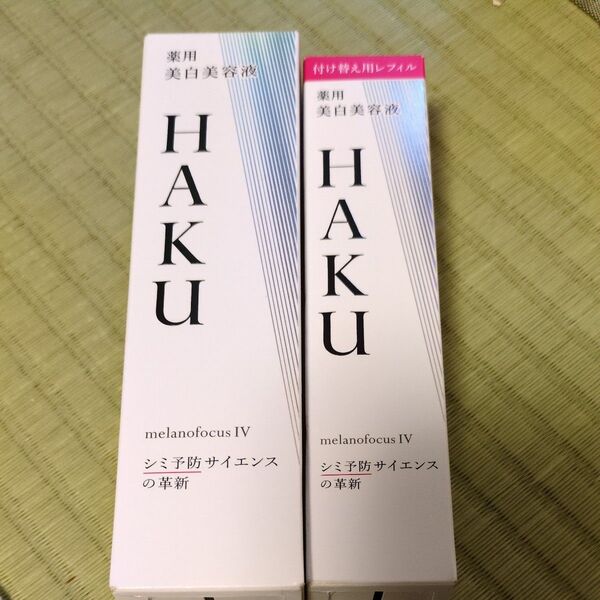 薬用
美白美容液
HAKU
melanofocus IV
シミ予防サイエンス
の革新
付け替え用レフィル
薬用
美白美容液
HAKU
melanofocus IV
シミ予防サイエンス
の革新